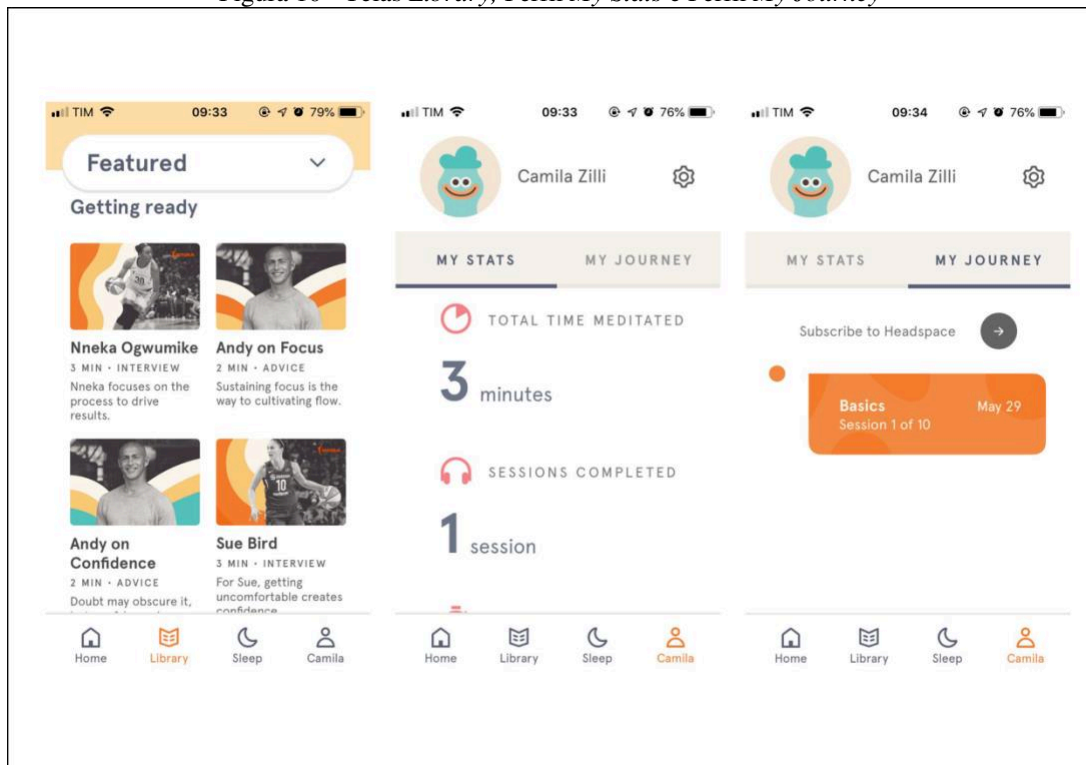 Figura 10 - Telas Library, Perfil My Stats e Perfil My Journey
TIM 09:33 79%
Featured
Getting ready
Nneka Ogwumike
3 MIN · INTERVIEW
Nneka focuses on the
process to drive
results.
Andy on Focus
2 MIN · ADVICE
Sustaining focus is the
way to cultivating flow.
Andy on
Confidence
2 MIN · ADVICE
Doubt may obscure it,
Sue Bird
3 MIN · INTERVIEW
For Sue, getting
uncomfortable creates
confidence
Home Library Sleep Camila
TIM 09:33 76%
Camila Zilli
MY STATS MY JOURNEY
TOTAL TIME MEDITATED
3 minutes
SESSIONS COMPLETED
1 session
Home Library Sleep Camila
TIM 09:34 76%
Camila Zilli
MY STATS MY JOURNEY
Subscribe to Headspace
Basics May 29
Session 1 of 10
Home Library Sleep Camila